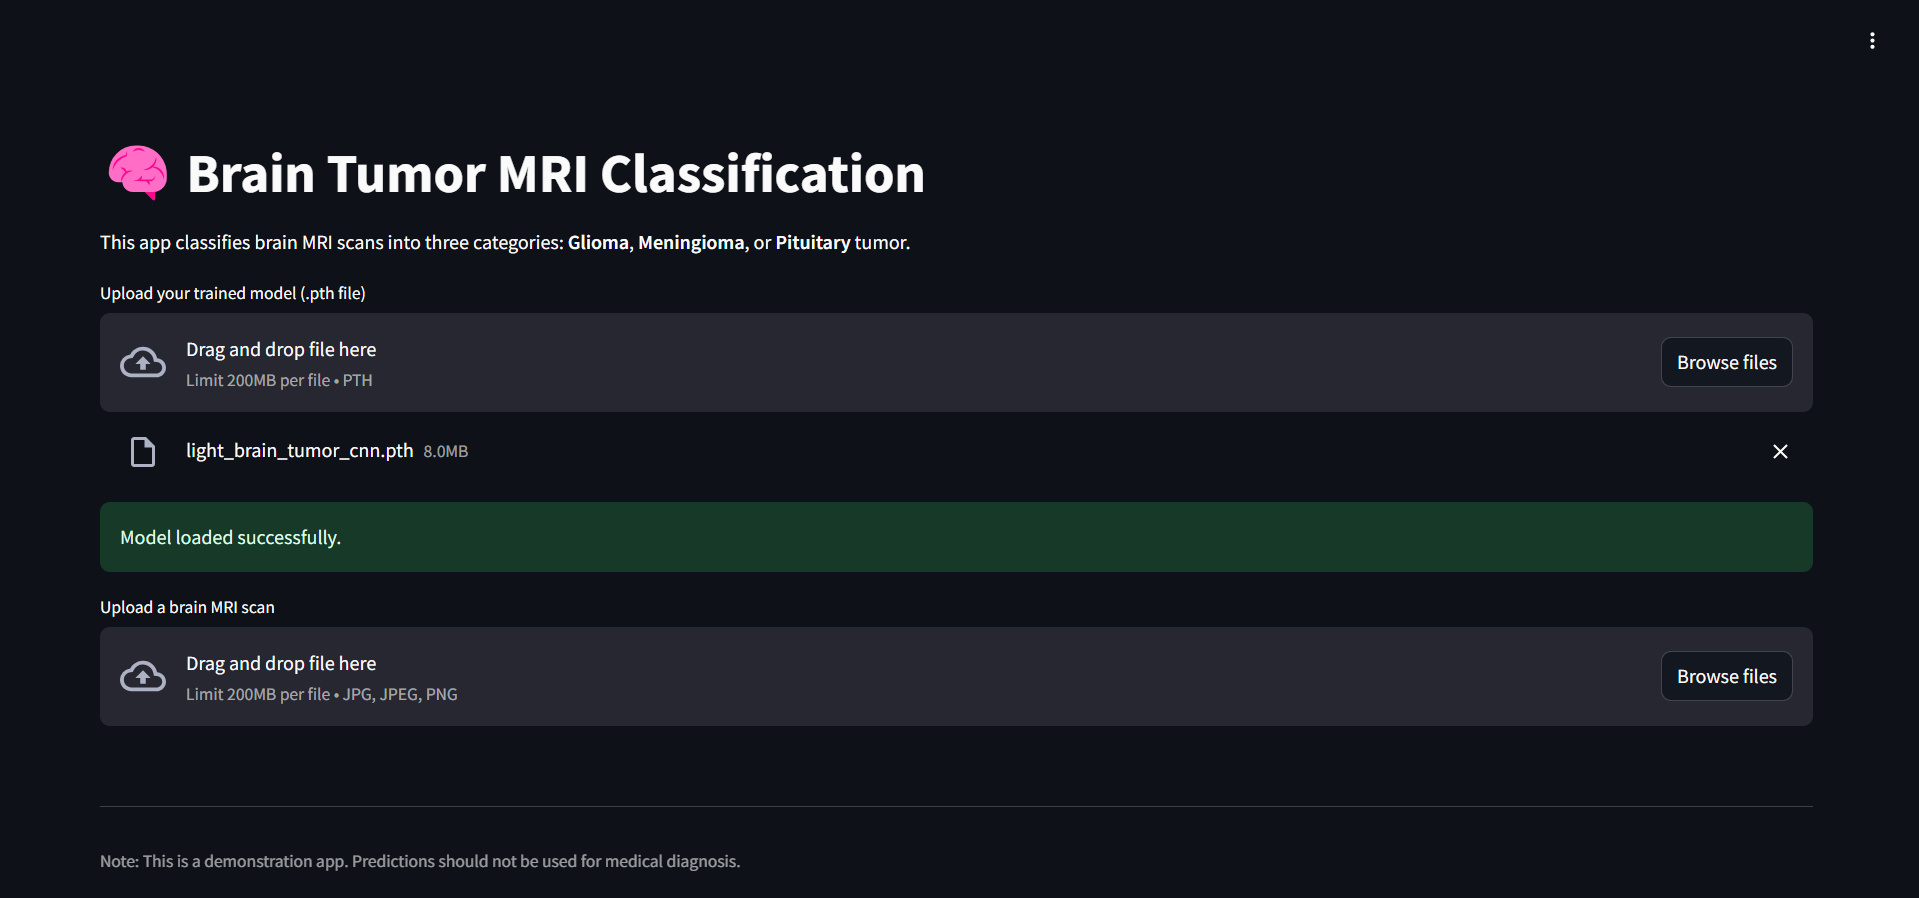 Brain Tumor MRI Classification
This app classifies brain MRI scans into three categories: Glioma, Meningioma, or Pituitary tumor.
Upload your trained model (.pth file)
Drag and drop file here
Limit 200MB per file • PTH
Browse files
light_brain_tumor_cnn.pth 8.0MB
Model loaded successfully.
Upload a brain MRI scan
Drag and drop file here
Limit 200MB per file • JPG, JPEG, PNG
Browse files
Note: This is a demonstration app. Predictions should not be used for medical diagnosis.